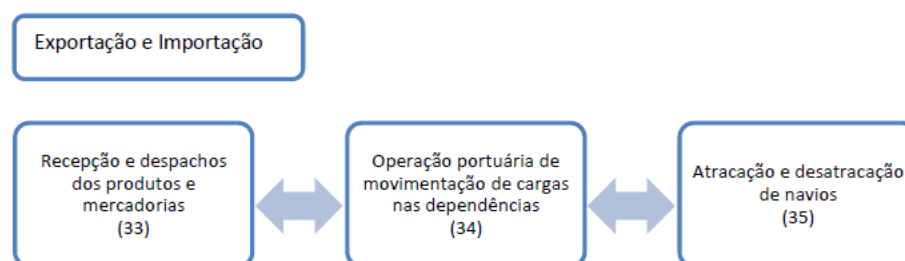 Exportação e Importação
Recepção e despachos
dos produtos e
mercadorias
(33)
Operação portuária de
movimentação de cargas
nas dependências
(34)
Atracação e desatracação
de navios
(35)